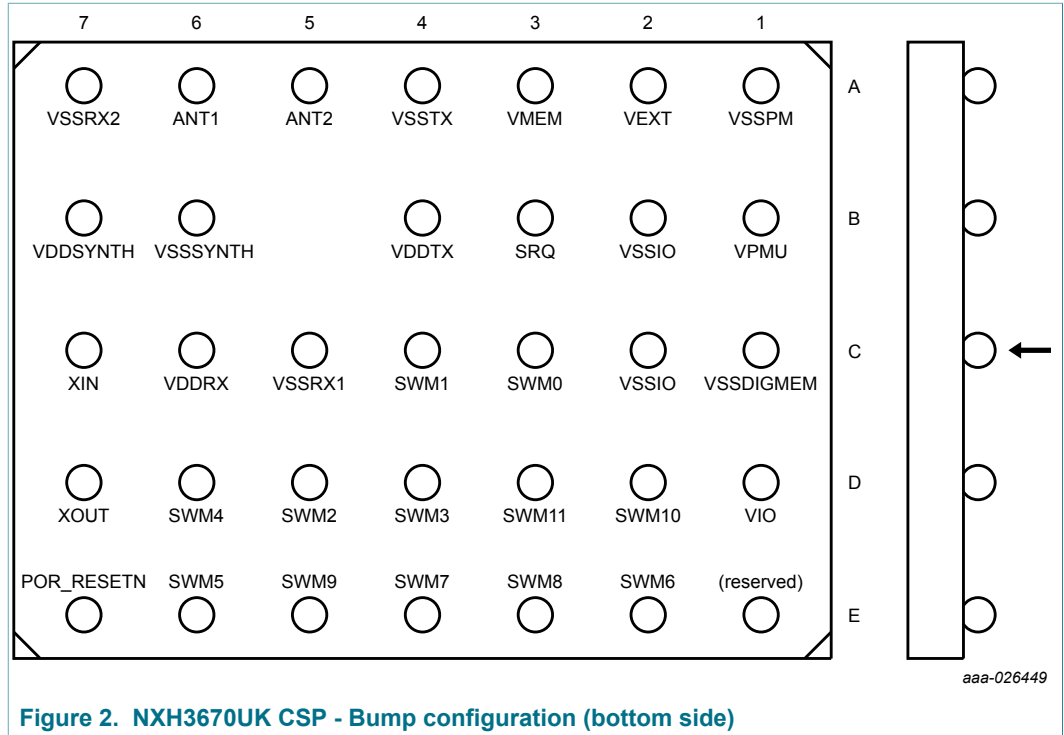 7 6 5 4 3 2 1
A
VSSRX2 ANT1 ANT2 VSSTX VMEM VEXT VSSPM
B
VDDSYNTH VSSSYNTH VDDTX SRQ VSSIO VPMU
C
XIN VDDRX VSSRX1 SWM1 SWM0 VSSIO VSSDIGMEM
D
XOUT SWM4 SWM2 SWM3 SWM11 SWM10 VIO
POR_RESETN SWM5 SWM9 SWM7 SWM8 SWM6 (reserved)
E
aaa-026449
Figure 2. NXH3670UK CSP - Bump configuration (bottom side)